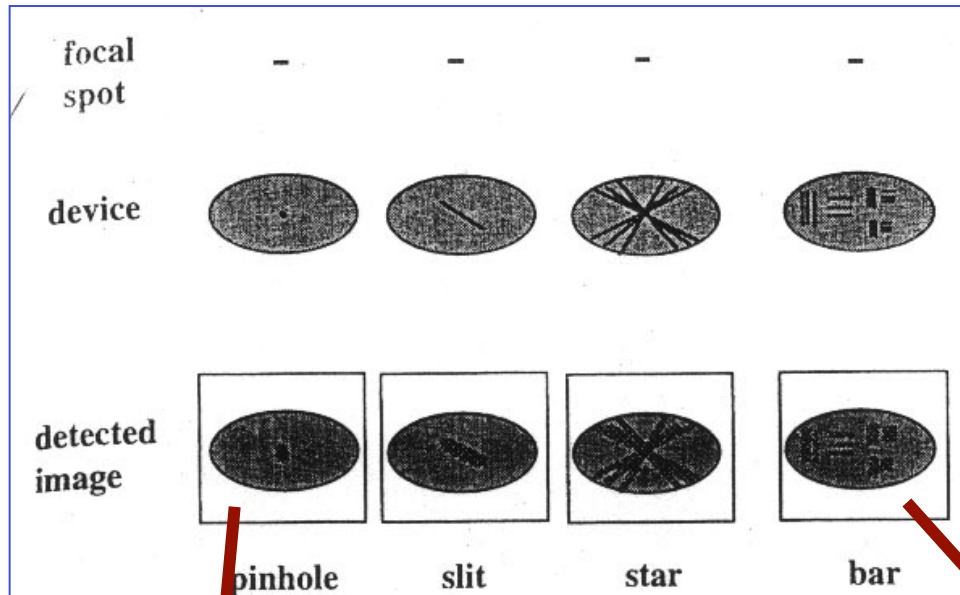 focal
spot
device
detected
image
pinhole slit star bar